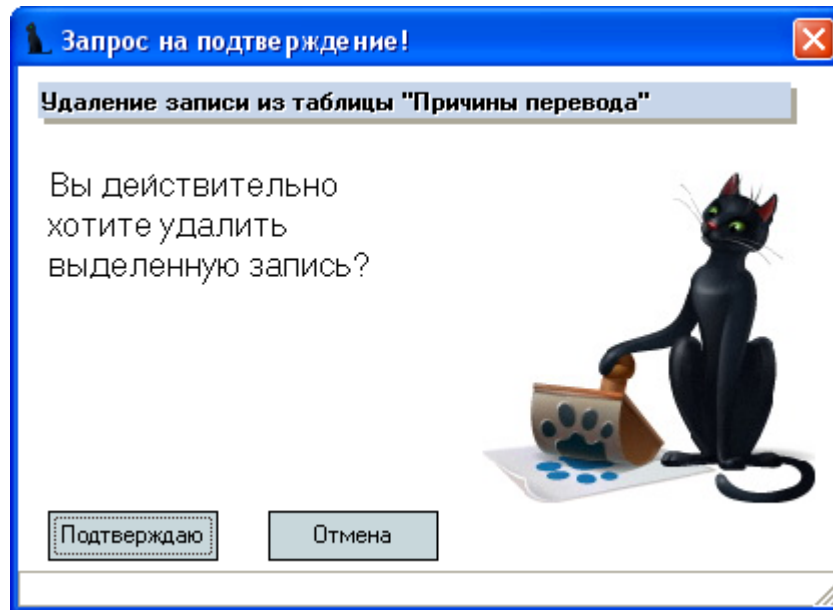 Запрос на подтверждение!
Удаление записи из таблицы "Причины перевода"
Вы действительно
хотите удалить
выделенную запись?
Подтверждаю
Отмена